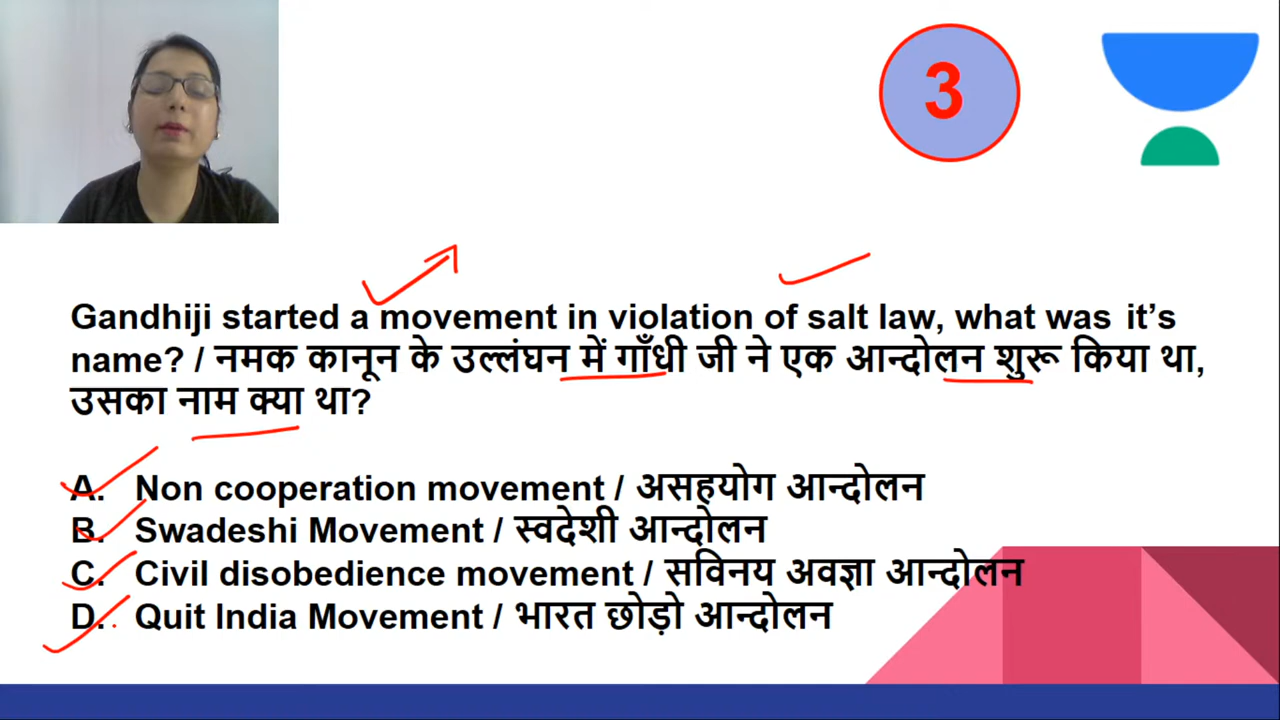 3
Gandhiji started a movement in violation of salt law, what was it's
name? / नमक कानून के उल्लंघन में गाँधी जी ने एक आन्दोलन शुरू किया था,
उसका नाम क्या था?
A. Non cooperation movement / असहयोग आन्दोलन
B. Swadeshi Movement / स्वदेशी आन्दोलन
C. Civil disobedience movement / सविनय अवज्ञा आन्दोलन
D. Quit India Movement / भारत छोड़ो आन्दोलन